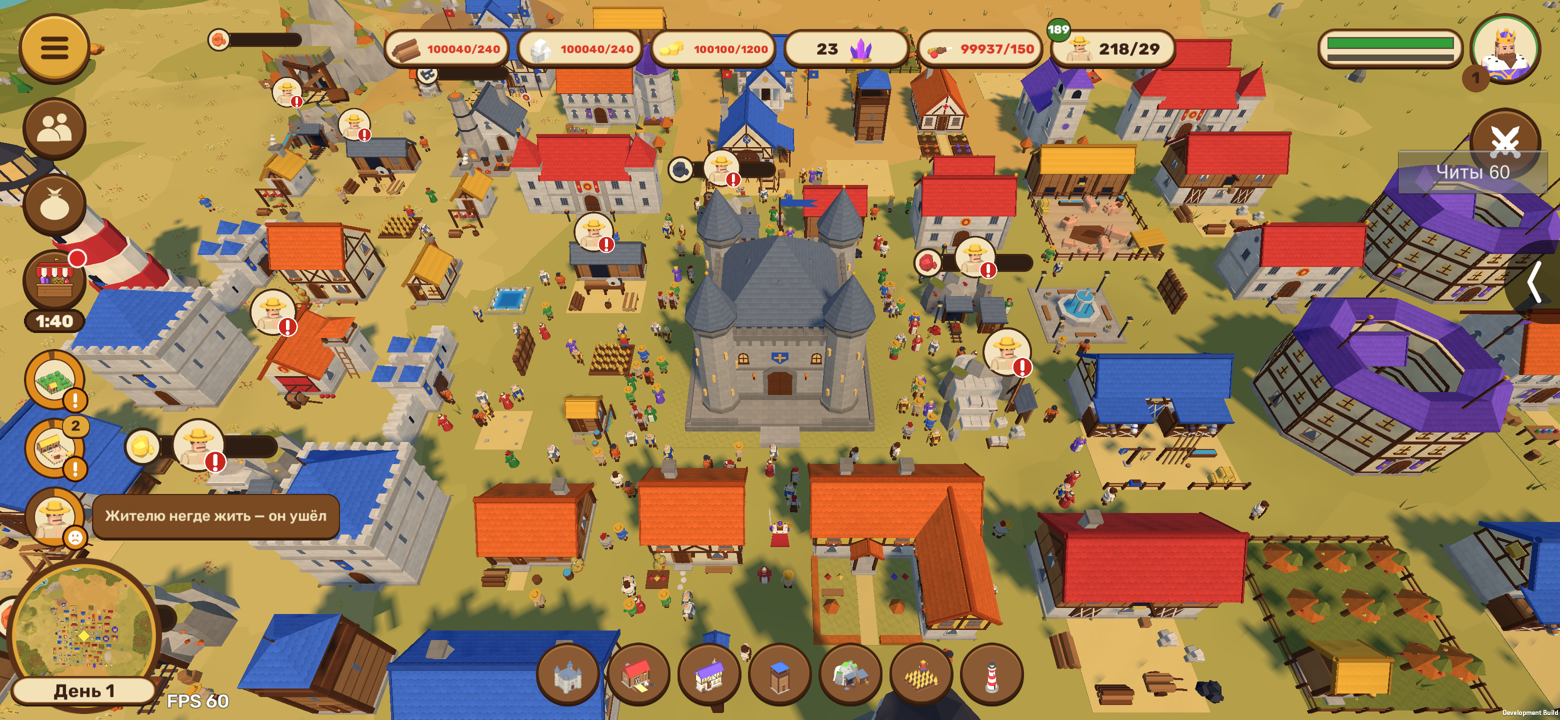 100040/240
100040/240
100100/1200
23
99937/150
189
218/29
1
Читы 60
1:40
2
Жителю негде жить — он ушёл
День 1
FPS 60
Development Build